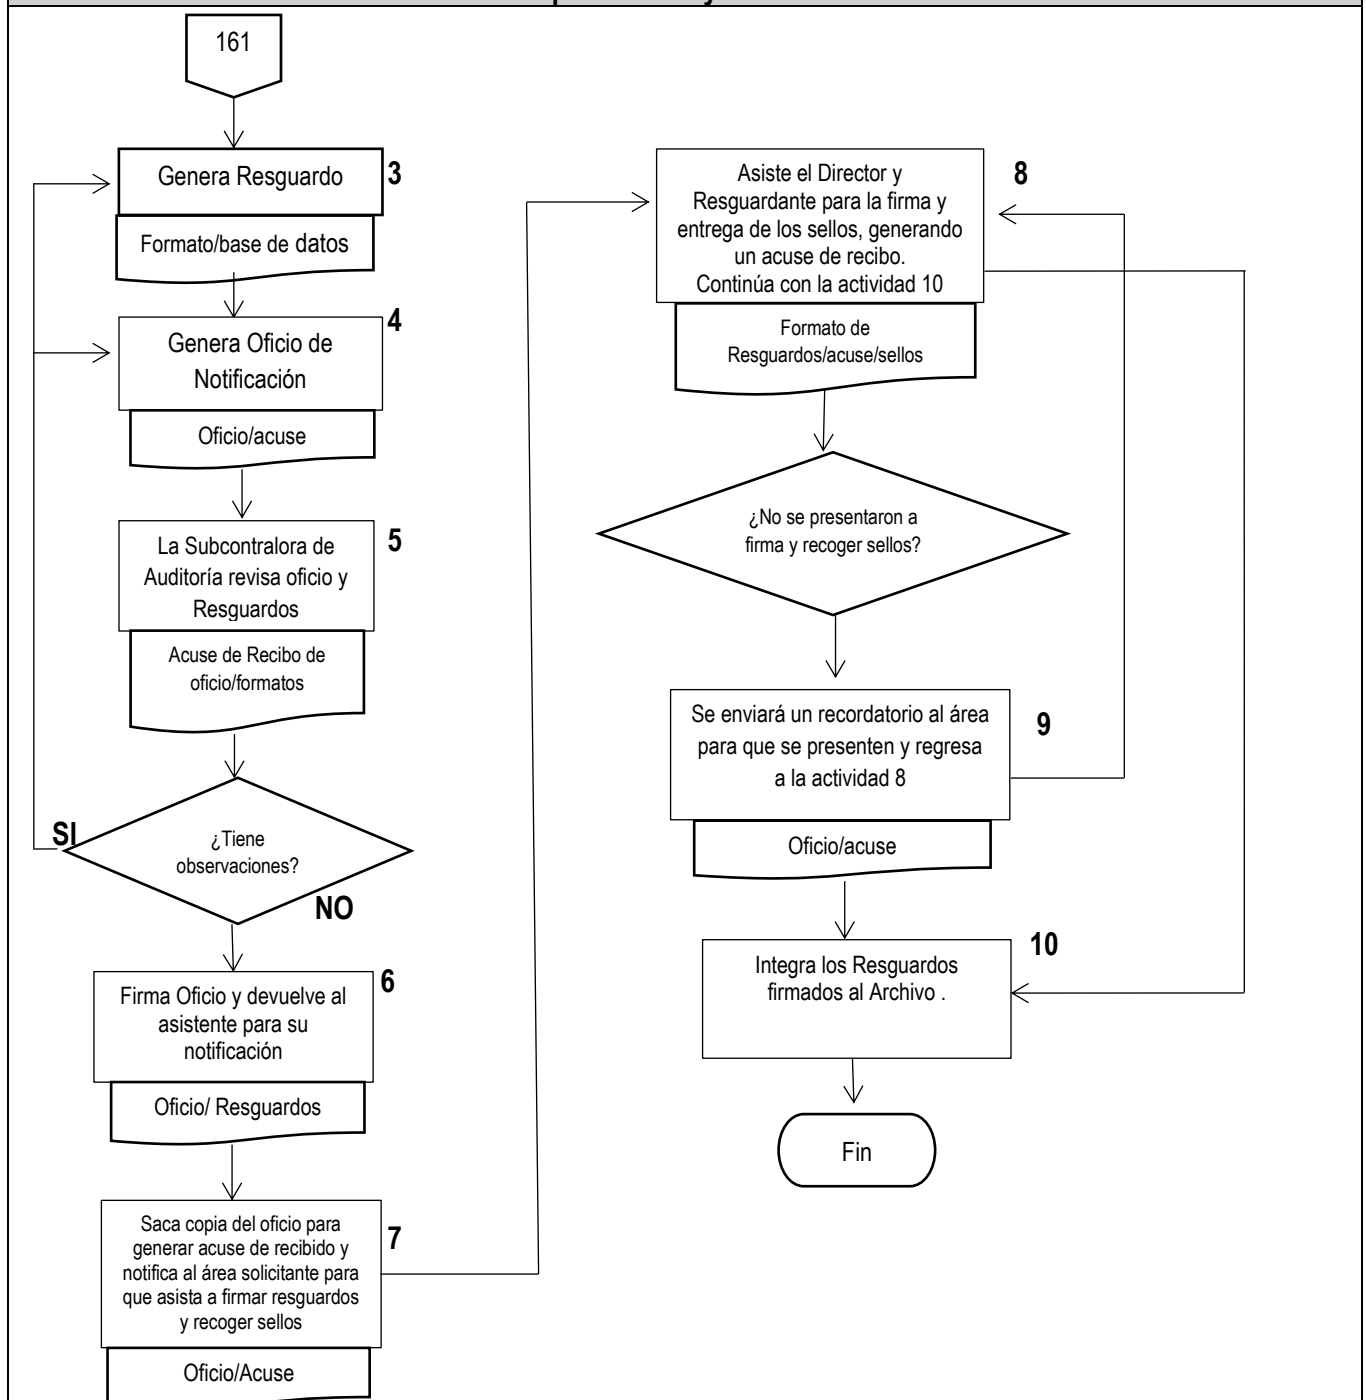 161
Genera Resguardo
3
Formato/base de datos
4
Genera Oficio de
Notificación
Oficio/acuse
La Subcontralora de
Auditoría revisa oficio y
Resguardos
5
Acuse de Recibo de
oficio/formatos
SI
¿Tiene
observaciones?
NO
6
Firma Oficio y devuelve al
asistente para su
notificación
Oficio/ Resguardos
Saca copia del oficio para
generar acuse de recibido y
notifica al área solicitante para
que asista a firmar resguardos
y recoger sellos
7
Oficio/Acuse
Asiste el Director y
Resguardante para la firma y
entrega de los sellos, generando
un acuse de recibo.
Continúa con la actividad 10
8
Formato de
Resguardos/acuse/sellos
¿No se presentaron a
firma y recoger sellos?
Se enviará un recordatorio al área
para que se presenten y regresa
a la actividad 8
9
Oficio/acuse
10
Integra los Resguardos
firmados al Archivo .
Fin